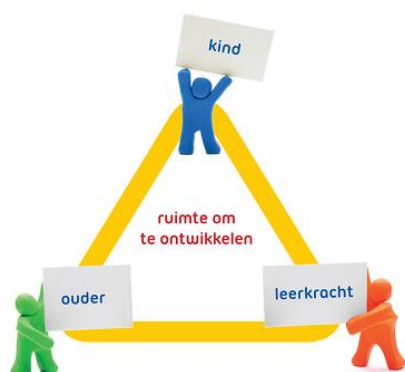 kind
ruimte om
te ontwikkelen
ouder
leerkracht